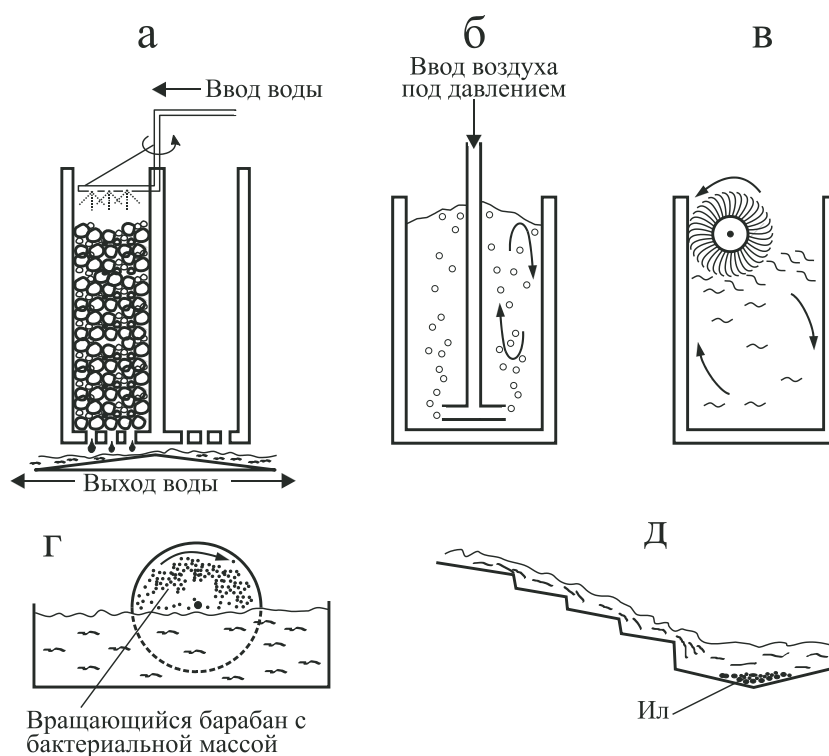 а
б
в
Ввод воды
Ввод воздуха
под давлением
Выход воды
г
д
Вращающийся барабан с
бактериальной массой
Ил